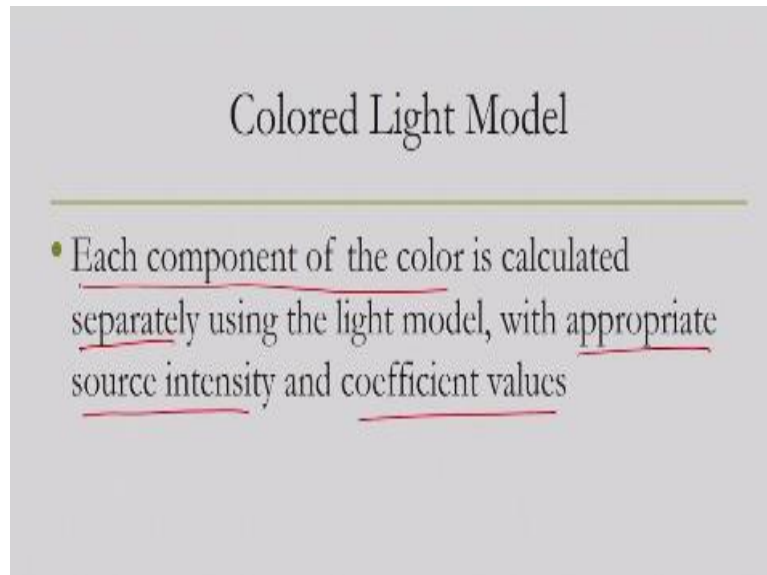 Colored Light Model
• Each component of the color is calculated
separately using the light model, with appropriate
source intensity and coefficient values